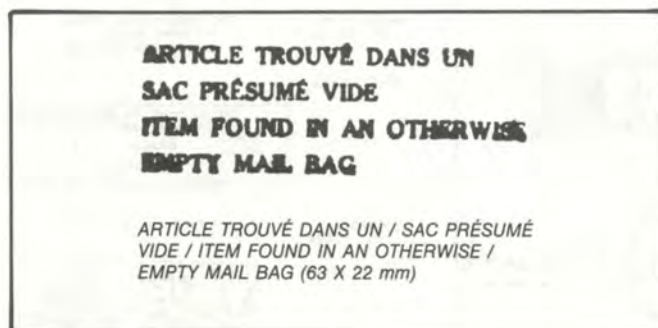 ARTICLE TROUVÉ DANS UN
SAC PRÉSUMÉ VIDE
ITEM FOUND IN AN OTHERWISE
EMPTY MAIL BAG
ARTICLE TROUVÉ DANS UN / SAC PRÉSUMÉ
VIDE / ITEM FOUND IN AN OTHERWISE /
EMPTY MAIL BAG (63 X 22 mm)